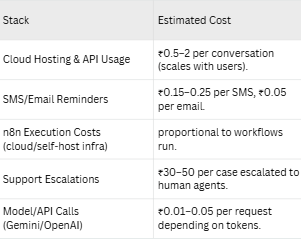 Stack Estimated Cost
Cloud Hosting & API Usage ₹0.5–2 per conversation
(scales with users).
SMS/Email Reminders ₹0.15–0.25 per SMS, ₹0.05
per email.
n8n Execution Costs
(cloud/self-host infra) proportional to workflows
run.
Support Escalations ₹30–50 per case escalated to
human agents.
Model/API Calls
(Gemini/OpenAI) ₹0.01–0.05 per request
depending on tokens.